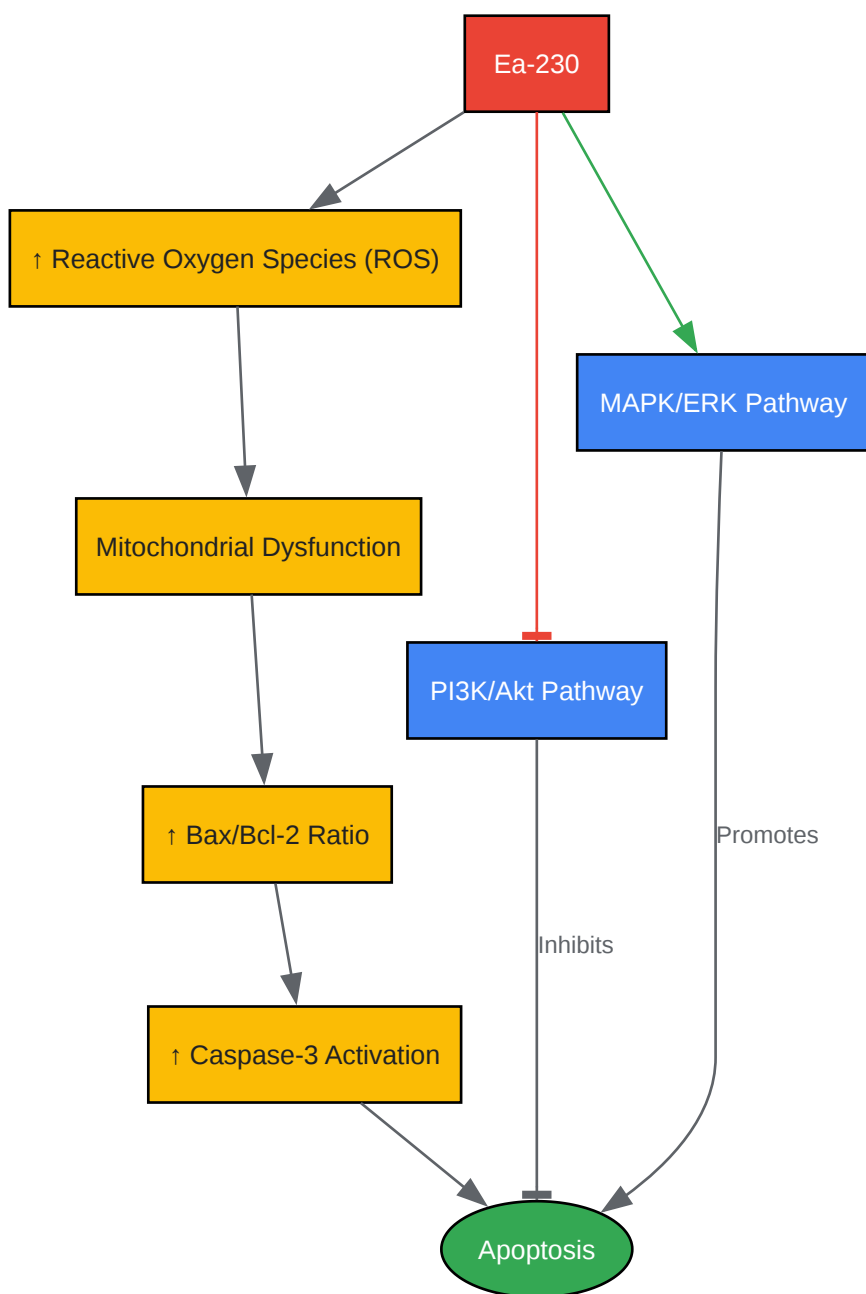 Ea-230
↑ Reactive Oxygen Species (ROS)
MAPK/ERK Pathway
Mitochondrial Dysfunction
PI3K/Akt Pathway
↑ Bax/Bcl-2 Ratio
Promotes
Inhibits
↑ Caspase-3 Activation
Apoptosis